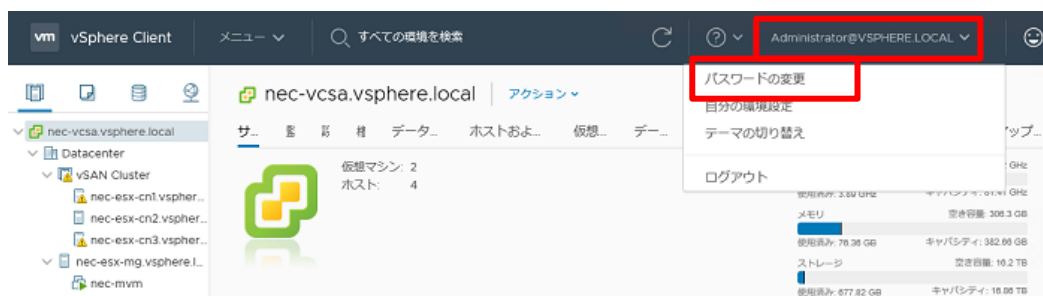 vm vSphere Client メニュー すべての環境を検索 Administrator@VSPHERE.LOCAL
パスワードの変更
自分の環境設定
テーマの切り替え
ログアウト
nec-vcsa.vsphere.local アクション
サ... 監 許 デー タ... ホストおよ... 仮想... デー... ップ...
仮想マシン: 2
ホスト: 4
nec-vcsa.vsphere.local
Datacenter
vSAN Cluster
nec-esx-cn1.vspher...
nec-esx-cn2.vspher...
nec-esx-cn3.vspher...
nec-esx-mg.vsphere.l...
nec-mvm
GHz
使用済み: 3.89 GHz キャパシティ: 81.41 GHz
メモリ 空き容量: 306.3 GB
使用済み: 76.36 GB キャパシティ: 382.66 GB
ストレージ 空き容量: 16.2 TB
使用済み: 677.82 GB キャパシティ: 16.86 TB